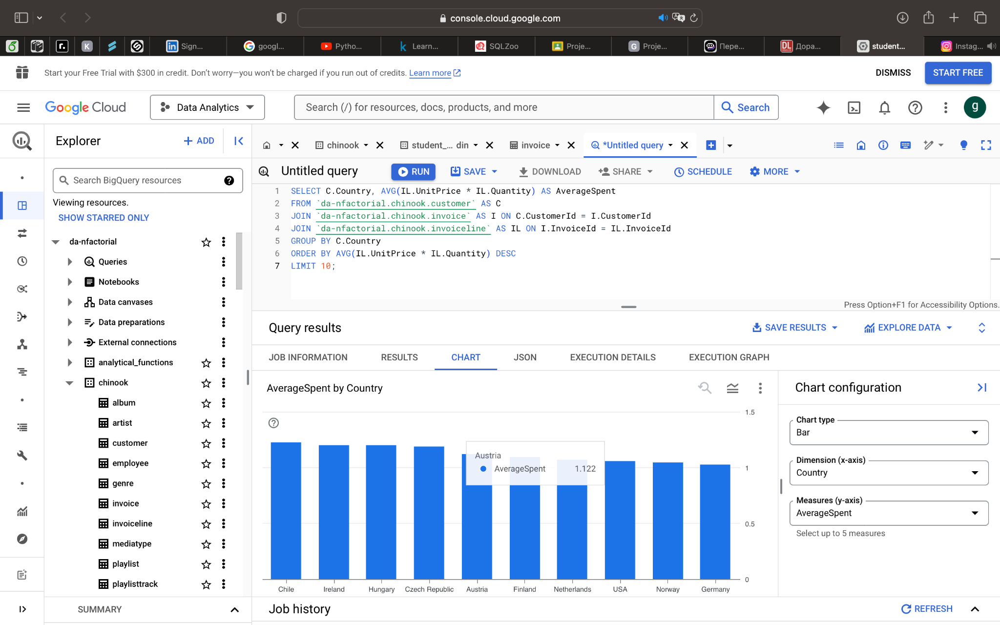 console.cloud.google.com
Sign...
googl...
Pytho...
Learn...
SQLZoo
Proje...
Proje...
Пере...
Дора...
student...
Instag...
Start your Free Trial with $300 in credit. Don't worry—you won't be charged if you run out of credits. Learn more
DISMISS
START FREE
Google Cloud
Data Analytics
Search (/) for resources, docs, products, and more
Search
g
Explorer
+ ADD
chinook
student_... din
invoice
*Untitled query
Untitled query
RUN
SAVE
DOWNLOAD
SHARE
SCHEDULE
MORE
Search BigQuery resources
Viewing resources.
SHOW STARRED ONLY
da-nfactorial
Queries
Notebooks
Data canvases
Data preparations
External connections
analytical_functions
chinook
album
artist
customer
employee
genre
invoice
invoiceline
mediatype
playlist
playlisttrack
SUMMARY
1 SELECT C.Country, AVG(IL.UnitPrice * IL.Quantity) AS AverageSpent
2 FROM `da-nfactorial.chinook.customer` AS C
3 JOIN `da-nfactorial.chinook.invoice` AS I ON C.CustomerId = I.CustomerId
4 JOIN `da-nfactorial.chinook.invoiceline` AS IL ON I.InvoiceId = IL.InvoiceId
5 GROUP BY C.Country
6 ORDER BY AVG(IL.UnitPrice * IL.Quantity) DESC
7 LIMIT 10;
Press Option+F1 for Accessibility Options.
Query results
SAVE RESULTS
EXPLORE DATA
JOB INFORMATION
RESULTS
CHART
JSON
EXECUTION DETAILS
EXECUTION GRAPH
AverageSpent by Country
1.5
1
0.5
0
Austria
AverageSpent 1.122
Chile
Ireland
Hungary
Czech Republic
Austria
Finland
Netherlands
USA
Norway
Germany
Chart configuration
Chart type
Bar
Dimension (x-axis)
Country
Measures (y-axis)
AverageSpent
Select up to 5 measures
Job history
REFRESH